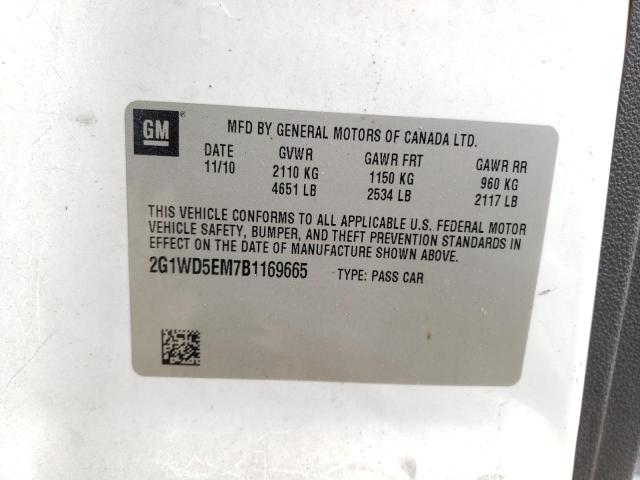 GM ®
MFD BY GENERAL MOTORS OF CANADA LTD.
DATE GVWR GAWR FRT GAWR RR
11/10 2110 KG 1150 KG 960 KG
4651 LB 2534 LB 2117 LB
THIS VEHICLE CONFORMS TO ALL APPLICABLE U.S. FEDERAL MOTOR
VEHICLE SAFETY, BUMPER, AND THEFT PREVENTION STANDARDS IN
EFFECT ON THE DATE OF MANUFACTURE SHOWN ABOVE.
2G1WD5EM7B1169665 TYPE: PASS CAR